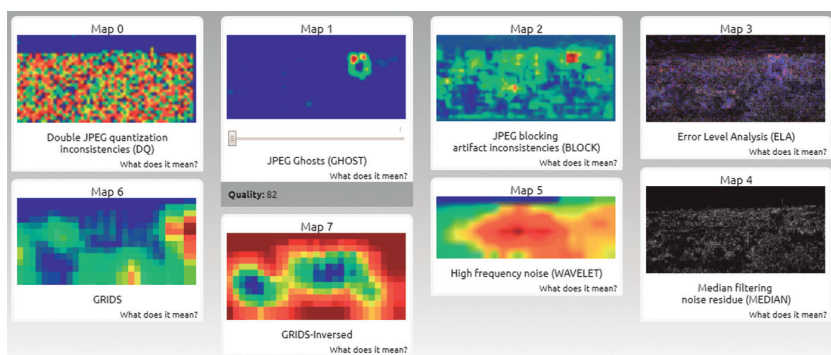 Map 0
Double JPEG quantization
inconsistencies (DQ)
What does it mean?
Map 1
JPEG Ghosts (GHOST)
What does it mean?
Quality: 82
Map 2
JPEG blocking
artifact inconsistencies (BLOCK)
What does it mean?
Map 3
Error Level Analysis (ELA)
What does it mean?
Map 6
GRIDS
What does it mean?
Map 7
GRIDS-Inversed
What does it mean?
Map 5
High frequency noise (WAVELET)
What does it mean?
Map 4
Median filtering
noise residue (MEDIAN)
What does it mean?